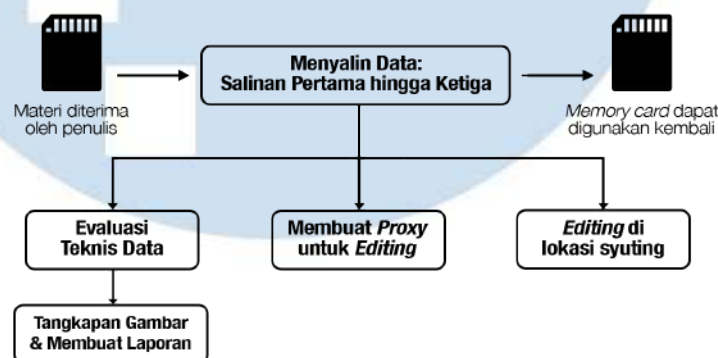 Menyalin Data:
Salinan Pertama hingga Ketiga
Materi diterima
oleh penulis
Memory card dapat
digunakan kembali
Evaluasi
Teknis Data
Membuat Proxy
untuk Editing
Editing di
lokasi syuting
Tangkapan Gambar
& Membuat Laporan